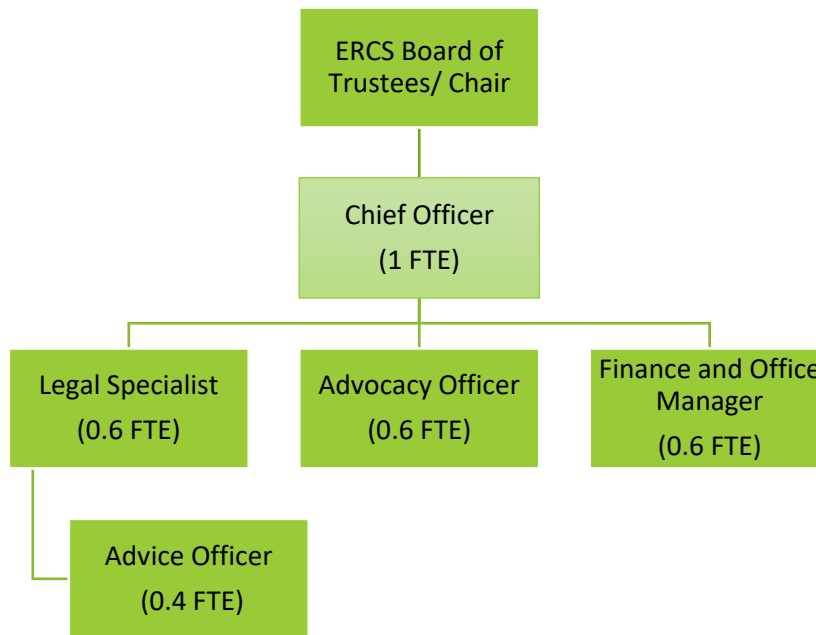 ERCS Board of
Trustees/ Chair
Chief Officer
(1 FTE)
Legal Specialist
(0.6 FTE)
Advocacy Officer
(0.6 FTE)
Finance and Office
Manager
(0.6 FTE)
Advice Officer
(0.4 FTE)